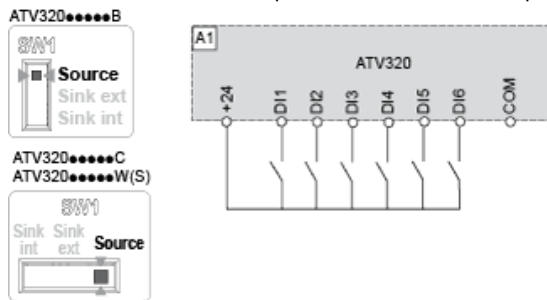 ATV320●●●●●B
SW1
Source
Sink ext
Sink int
ATV320●●●●●C
ATV320●●●●●W(S)
SW1
Sink int
Sink ext
Source
A1
ATV320
+24
DI1
DI2
DI3
DI4
DI5
DI6
COM